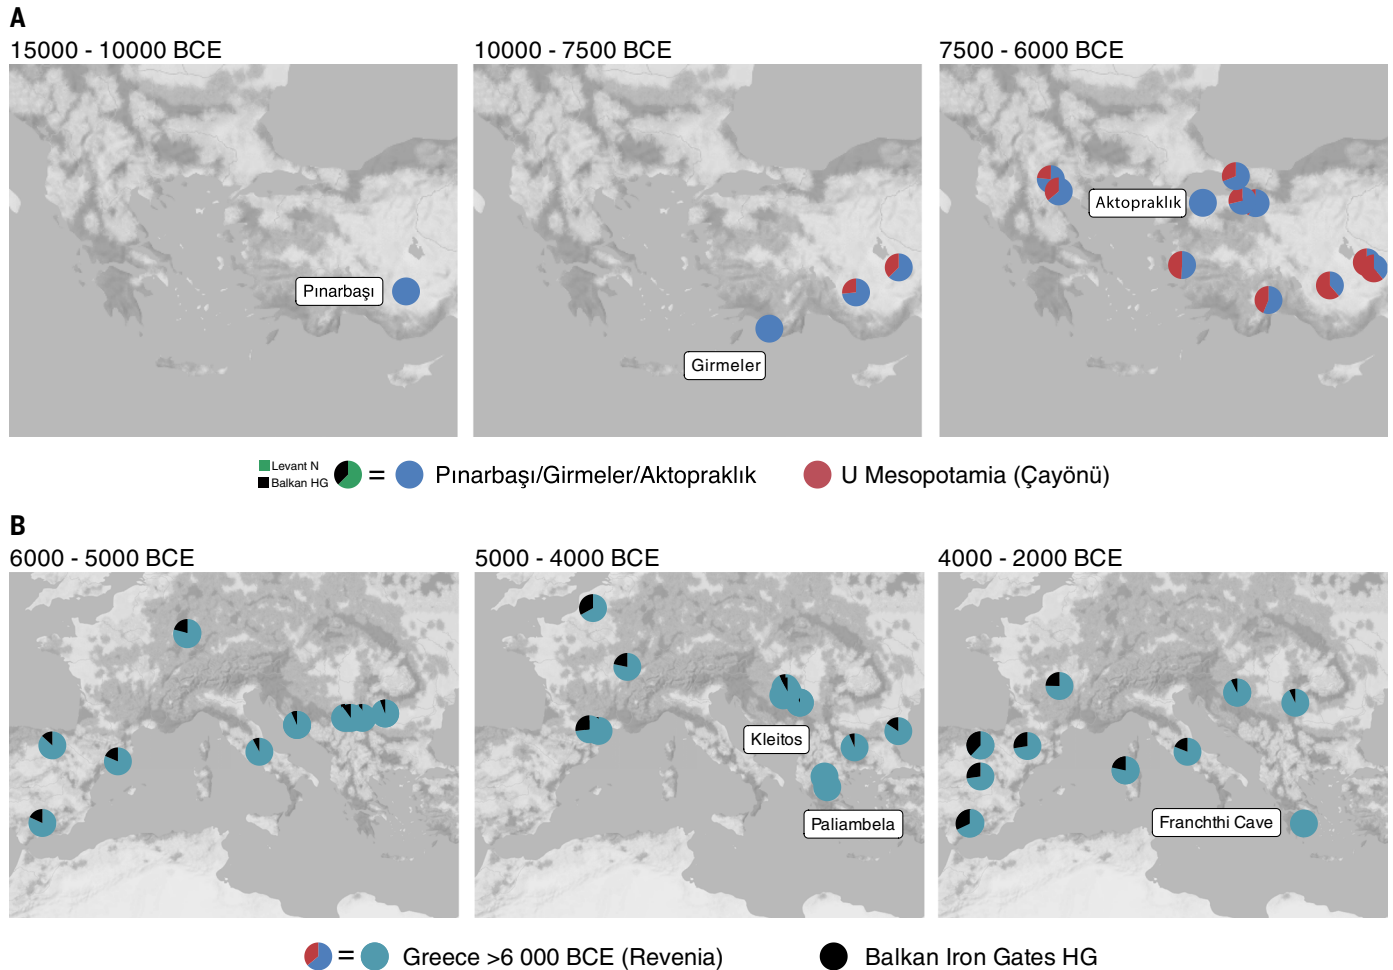 A
15000 - 10000 BCE
10000 - 7500 BCE
7500 - 6000 BCE
Aktopraklık
Pınarbaşı
Girmeler
Levant N
Balkan HG
= Pınarbaşı/Girmeler/Aktopraklık
U Mesopotamia (Çayönü)
B
6000 - 5000 BCE
5000 - 4000 BCE
4000 - 2000 BCE
Kleitos
Paliambela
Franchthi Cave
= Greece >6 000 BCE (Revenia)
Balkan Iron Gates HG